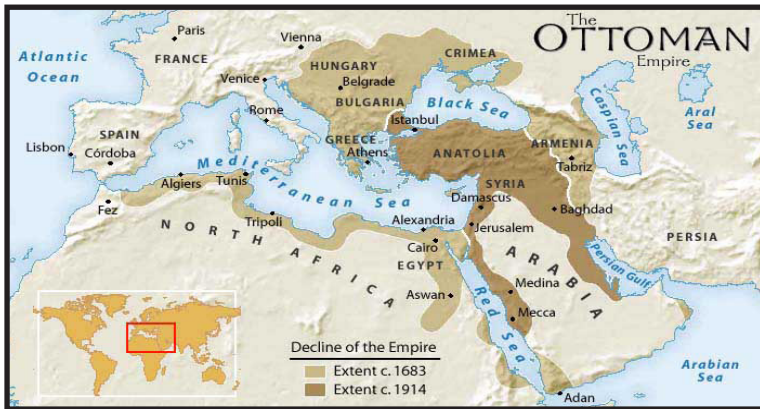 The
OTTOMAN
Empire
Paris
Vienna
Atlantic
Ocean
FRANCE
HUNGARY
CRIMEA
Venice
Belgrade
BULGARIA
Black Sea
Caspian Sea
Aral
Sea
Rome
Istanbul
SPAIN
Lisbon
Córdoba
GREECE
Athens
ANATOLIA
ARMENIA
Tabriz
Mediterranean Sea
Algiers
Tunis
SYRIA
Damascus
Baghdad
Fez
Tripoli
Alexandria
Jerusalem
PERSIA
NORTH AFRICA
Cairo
EGYPT
ARABIA
Persian Gulf
Aswan
Medina
Red Sea
Mecca
Decline of the Empire
Extent c. 1683
Extent c. 1914
Arabian
Sea
Adan